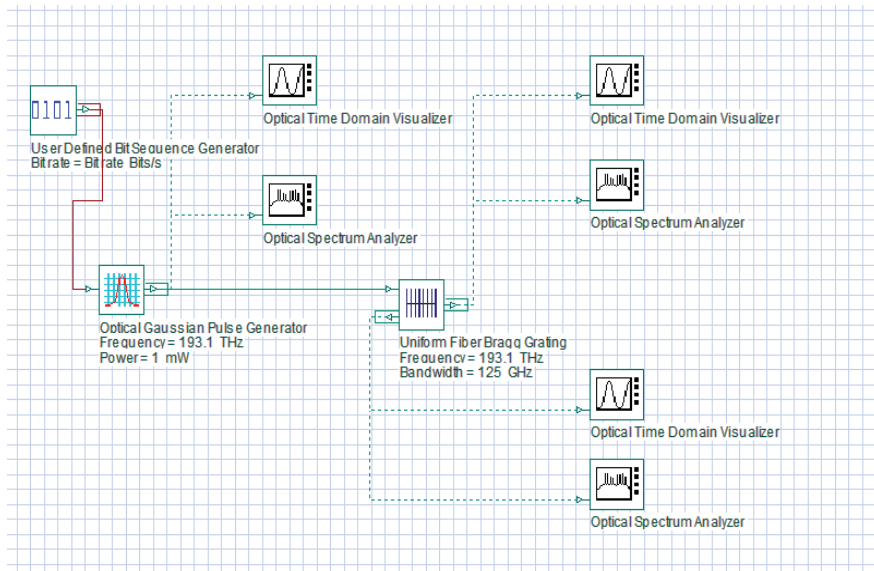 Optical Time Domain Visualizer
Optical Time Domain Visualizer
0101
User Defined Bit Sequence Generator
Bitrate = Bitrate Bits/s
Optical Spectrum Analyzer
Optical Spectrum Analyzer
Optical Gaussian Pulse Generator
Frequency = 193.1 THz
Power = 1 mW
Uniform Fiber Bragg Grating
Frequency = 193.1 THz
Bandwidth = 125 GHz
Optical Time Domain Visualizer
Optical Spectrum Analyzer